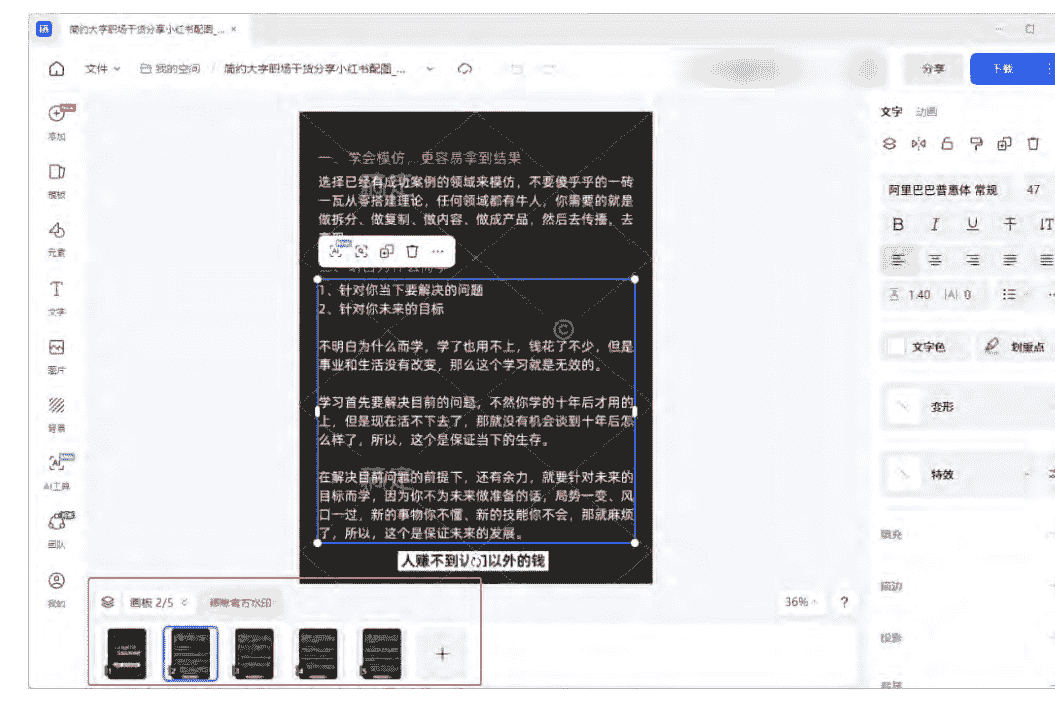 简约大字职场干货分享小红书配图_... ×
文件
我的空间 / 简约大字职场干货分享小红书配图_...
分享
下载
添加
模板
元素
文字
图片
背景
AI工具
团队
我的
一、学会模仿，更容易拿到结果
选择已经有成功案例的领域来模仿，不要傻乎乎的一砖
一瓦从零搭建理论，任何领域都有牛人，你需要的就是
做拆分、做复制、做内容、做成产品，然后去传播，去
1、针对你当下要解决的问题
2、针对你未来的目标
不明白为什么而学，学了也用不上，钱花了不少，但是
事业和生活没有改变，那么这个学习就是无效的。
学习首先要解决目前的问题，不然你学的十年后才用的
上，但是现在活不下去了，那就没有机会谈到十年后怎
么样了，所以，这个是保证当下的生存。
在解决目前问题的前提下，还有余力，就要针对未来的
目标而学，因为你不为未来做准备的话，局势一变、风
口一过，新的事物你不懂、新的技能你不会，那就麻烦
了，所以，这个是保证未来的发展。
人赚不到认知以外的钱
画板 2/5
1
2
3
4
5
36%
?
文字 动画
阿里巴巴普惠体 常规 47
B I U
1.40 0
文字色 划重点
变形
特效
填充
描边
投影